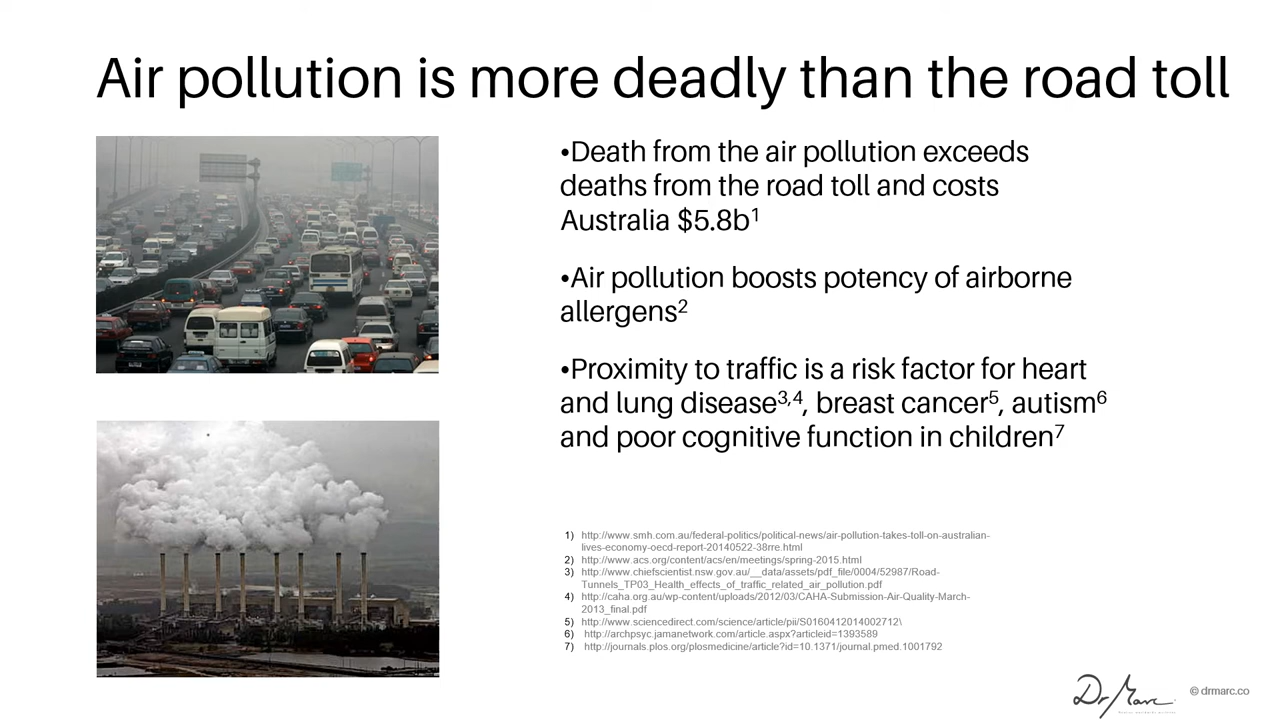 Air pollution is more deadly than the road toll
•Death from the air pollution exceeds
deaths from the road toll and costs
Australia $5.8b¹
•Air pollution boosts potency of airborne
allergens²
•Proximity to traffic is a risk factor for heart
and lung disease³,⁴, breast cancer⁵, autism⁶
and poor cognitive function in children⁷
1) http://www.smh.com.au/federal-politics/political-news/air-pollution-takes-toll-on-australian-
lives-economy-oecd-report-20140522-38rre.html
2) http://www.acs.org/content/acs/en/meetings/spring-2015.html
3) http://www.chiefscientist.nsw.gov.au/__data/assets/pdf_file/0004/52987/Road-
Tunnels_TP03_Health_effects_of_traffic_related_air_pollution.pdf
4) http://caha.org.au/wp-content/uploads/2012/03/CAHA-Submission-Air-Quality-March-
2013_final.pdf
5) http://www.sciencedirect.com/science/article/pii/S0160412014002712\
6) http://archpsyc.jamanetwork.com/article.aspx?articleid=1393589
7) http://journals.plos.org/plosmedicine/article?id=10.1371/journal.pmed.1001792
Dr Marc
© drmarc.co